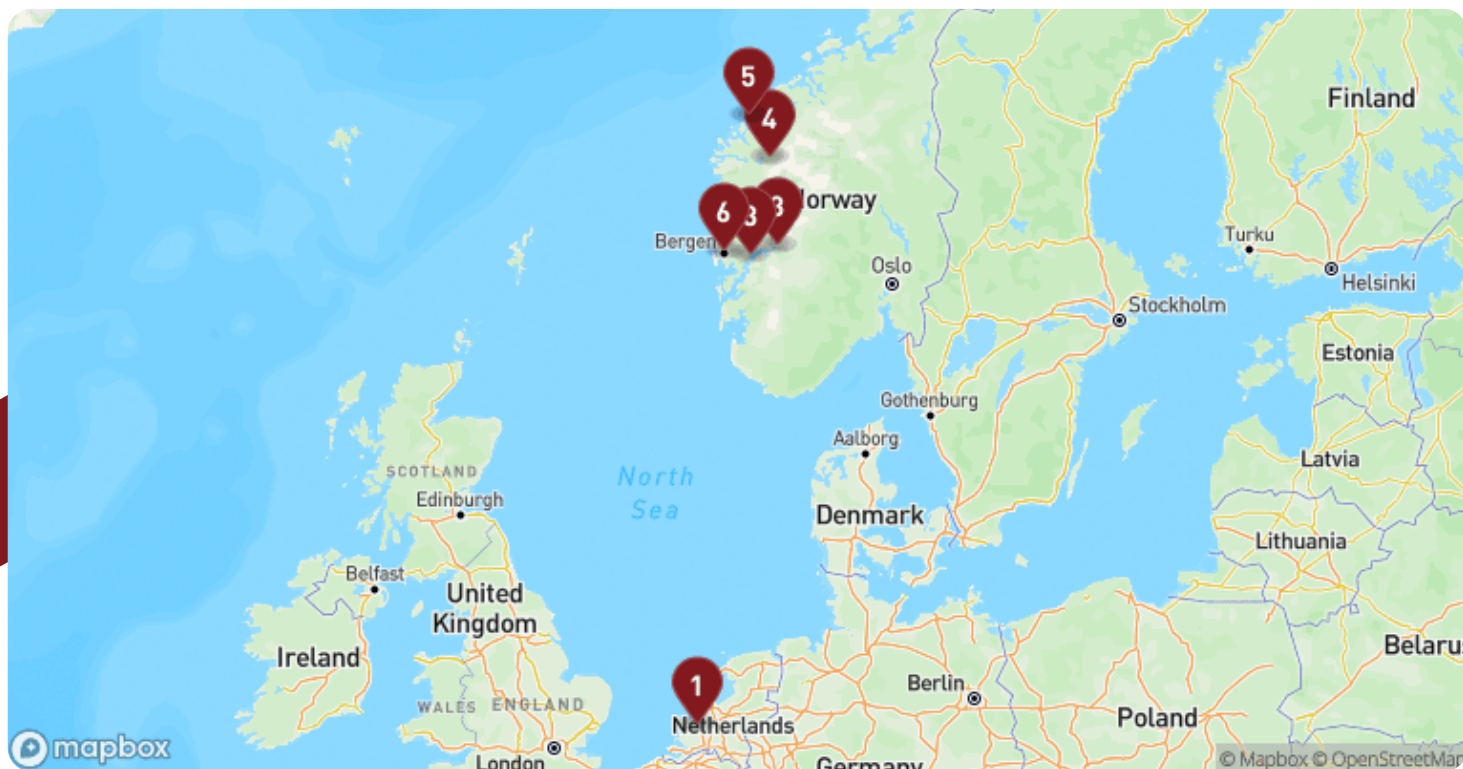 5
4
Finland
3
3
6
Norway
Bergen
Turku
Oslo
Helsinki
Stockholm
Estonia
Gothenburg
Aalborg
Latvia
SCOTLAND
North
Sea
Edinburgh
Denmark
Lithuania
Belfast
United
Kingdom
Ireland
Belaru
1
Berlin
WALES
ENGLAND
Netherlands
Poland
mapbox
London
Germany
© Mapbox © OpenStreetMap